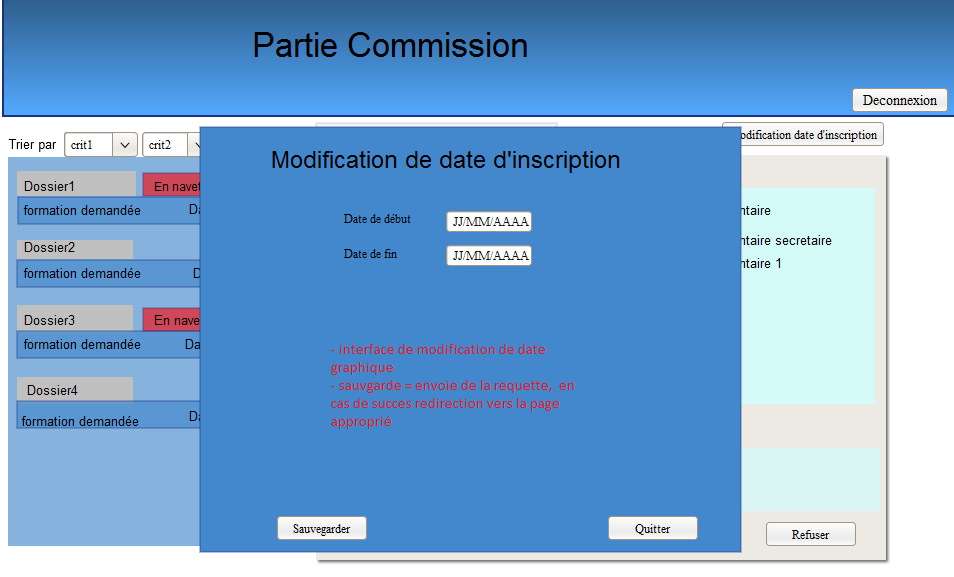 Partie Commission
Deconnexion
Trier par crit1 crit2
odification date d'inscription
Modification de date d'inscription
Dossier1 En navet
formation demandée Da
Date de début JJ/MM/AAAA
Date de fin JJ/MM/AAAA
Dossier2
formation demandée D
Dossier3 En nave
formation demandée Da
Dossier4
formation demandée Da
ntaire
ntaire secretaire
ntaire 1
- interface de modification de date
graphique
- sauvgarde = envoie de la requette, en
cas de succes redirection vers la page
approprié
Sauvegarder
Quitter
Refuser